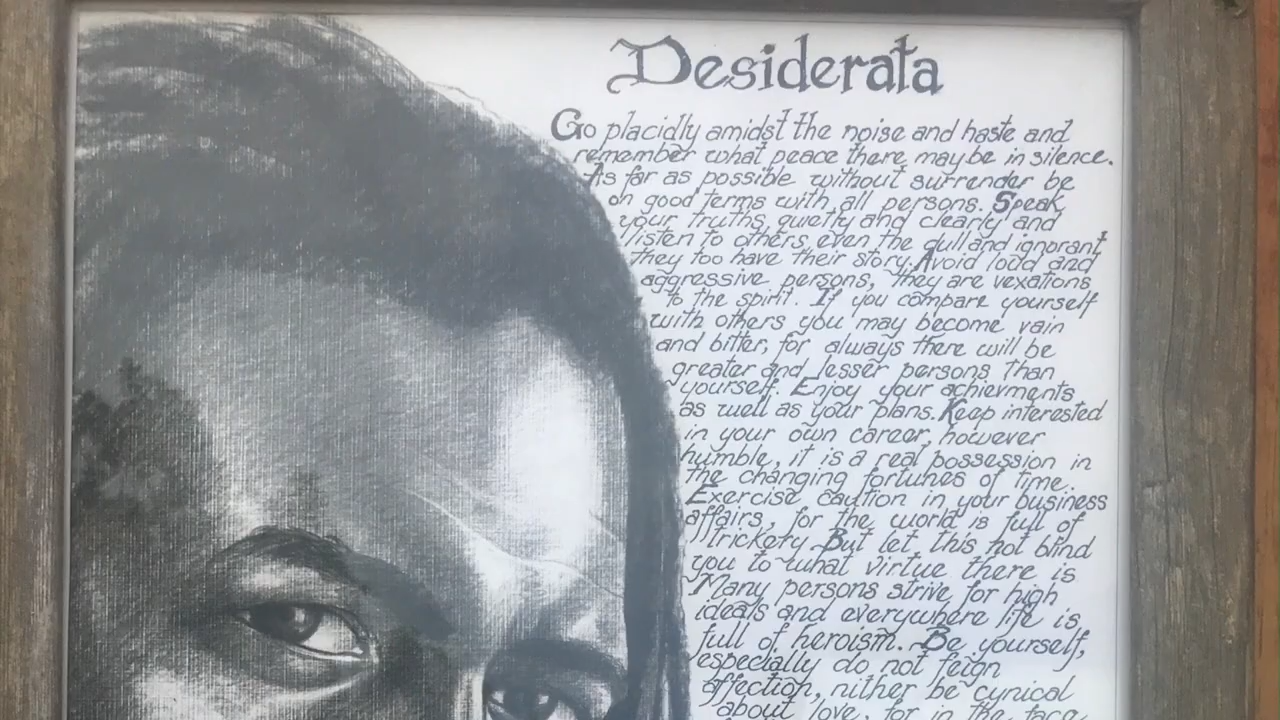 Desiderata
Go placidly amidst the noise and haste and
remember what peace there may be in silence.
As far as possible without surrender be
on good terms with all persons. Speak
your truths quietly and clearly and
listen to others, even the dull and ignorant
they too have their story. Avoid loud and
aggressive persons, they are vexations
to the spirit. If you compare yourself
with others you may become vain
and bitter, for always there will be
greater and lesser persons than
yourself. Enjoy your achievments
as well as your plans. Keep interested
in your own career, however
humble, it is a real possession in
the changing fortunes of time.
Exercise caution in your business
affairs, for the world is full of
trickery. But let this not blind
you to what virtue there is
Many persons strive for high
ideals and everywhere life is
full of heroism. Be yourself,
especially do not feign
affection, nither be cynical
about love, for in the face